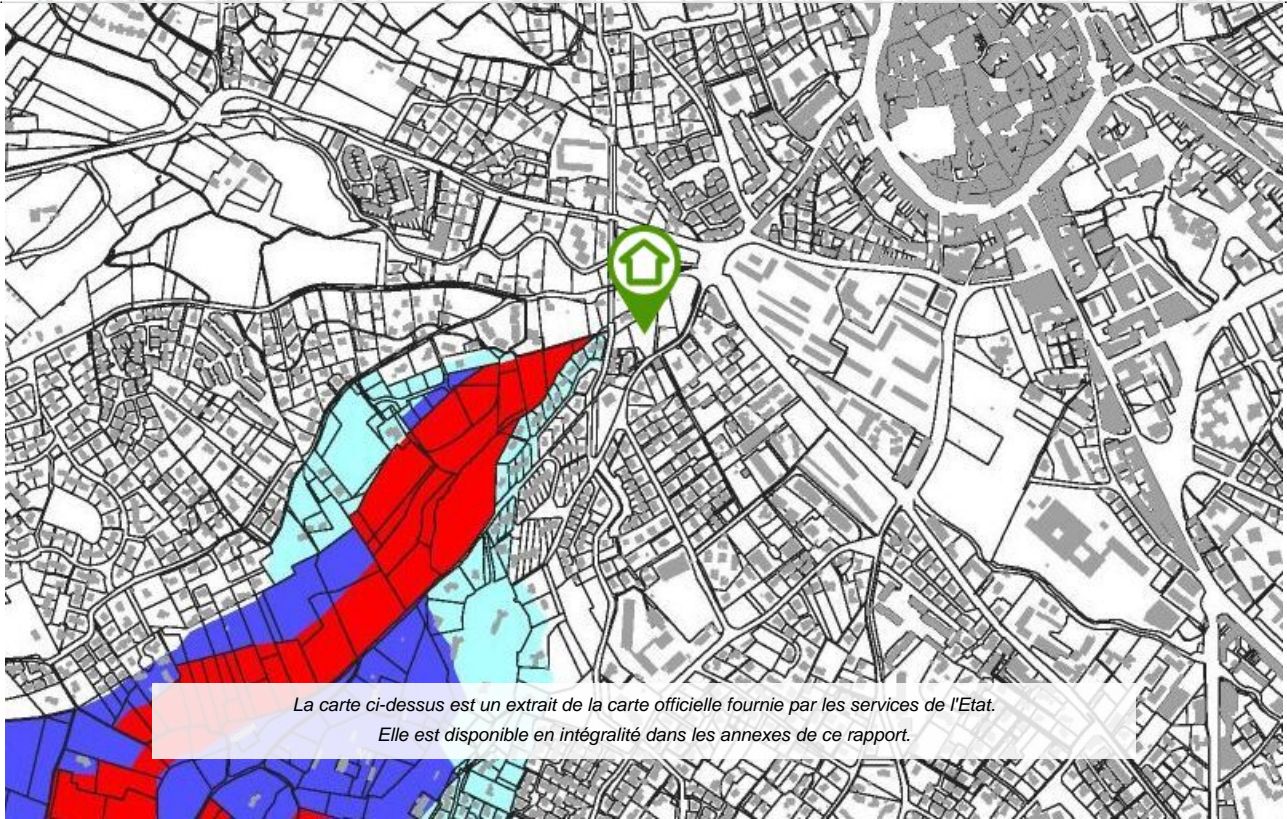 La carte ci-dessus est un extrait de la carte officielle fournie par les services de l'Etat.
Elle est disponible en intégralité dans les annexes de ce rapport.